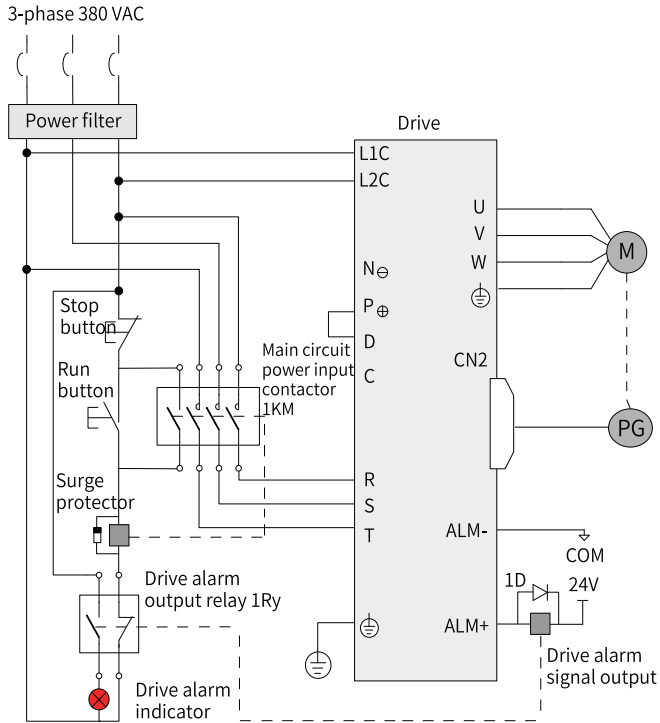 3-phase 380 VAC
Power filter
Drive
L1C
L2C
U
V
W
N⊖
P⊕
D
C
CN2
Stop
button
Run
button
Main circuit
power input
contactor
1KM
M
PG
Surge
protector
R
S
T
ALM-
COM
1D
24V
ALM+
Drive alarm
output relay 1Ry
Drive alarm
signal output
Drive alarm
indicator